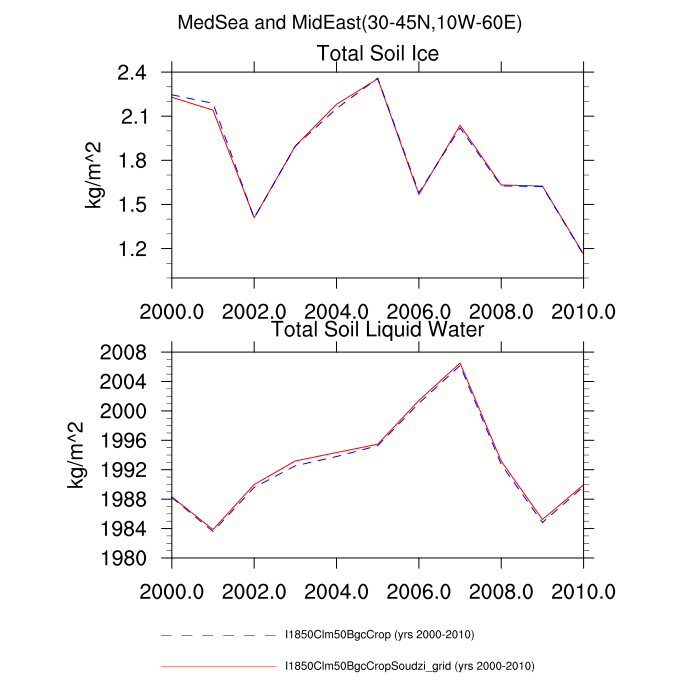 MedSea and MidEast(30-45N,10W-60E)
Total Soil Ice
2.4
2.1
1.8
1.5
1.2
kg/m^2
2000.0 2002.0 2004.0 2006.0 2008.0 2010.0
Total Soil Liquid Water
2008
2004
2000
1996
1992
1988
1984
1980
kg/m^2
2000.0 2002.0 2004.0 2006.0 2008.0 2010.0
I1850Clm50BgcCrop (yrs 2000-2010)
I1850Clm50BgcCropSoudzi_grid (yrs 2000-2010)